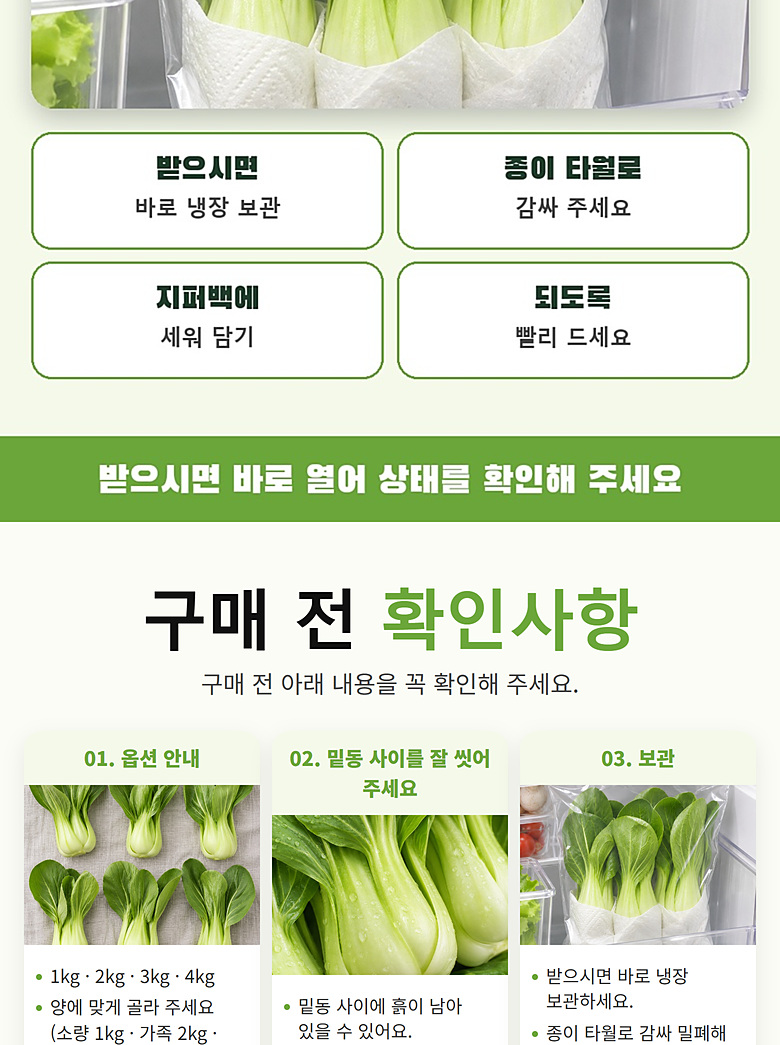 받으시면
바로 냉장 보관
종이 타월로
감싸 주세요
지퍼백에
세워 담기
되도록
빨리 드세요
받으시면 바로 열어 상태를 확인해 주세요
구매 전 확인사항
구매 전 아래 내용을 꼭 확인해 주세요.
01. 옵션 안내
1kg · 2kg · 3kg · 4kg
양에 맞게 골라 주세요
(소량 1kg · 가족 2kg ·
02. 밑동 사이를 잘 씻어
주세요
밑동 사이에 흙이 남아
있을 수 있어요.
03. 보관
받으시면 바로 냉장
보관하세요.
종이 타월로 감싸 밀폐해